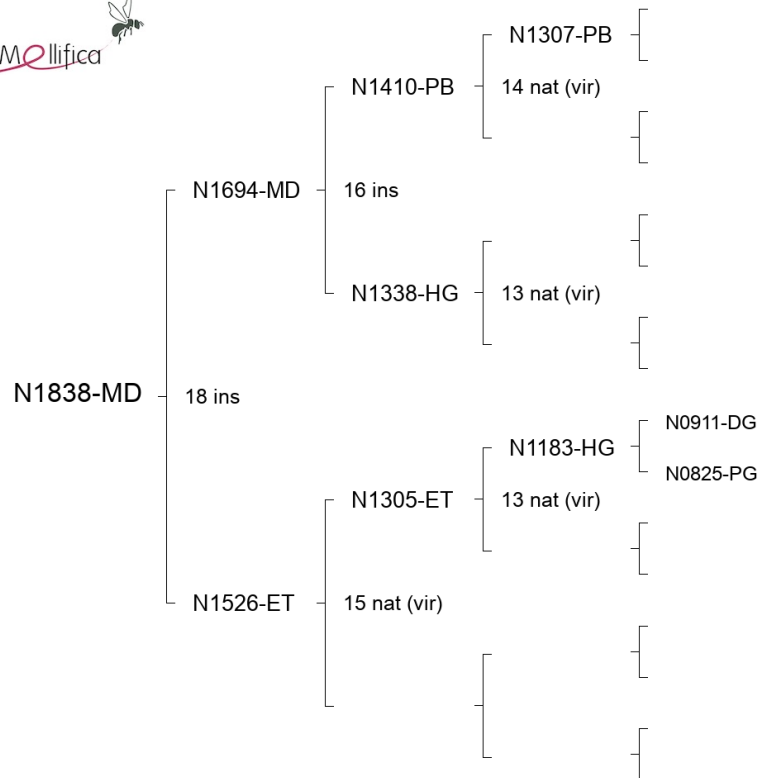 Mellifica
N1307-PB
N1410-PB
14 nat (vir)
N1694-MD
16 ins
N1338-HG
13 nat (vir)
N1838-MD
18 ins
N0911-DG
N1183-HG
N0825-PG
N1305-ET
13 nat (vir)
N1526-ET
15 nat (vir)